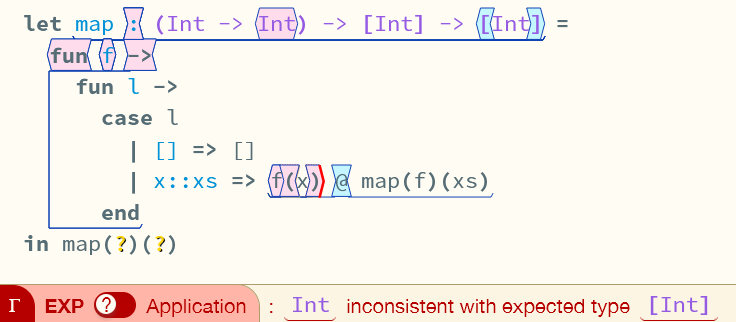 let map : (Int -> Int) -> [Int] -> [Int] =
fun f ->
fun l ->
case l
| [] => []
| x::xs => f(x) @ map(f)(xs)
end
in map(?)(?)
Γ EXP ? Application : Int inconsistent with expected type [Int]